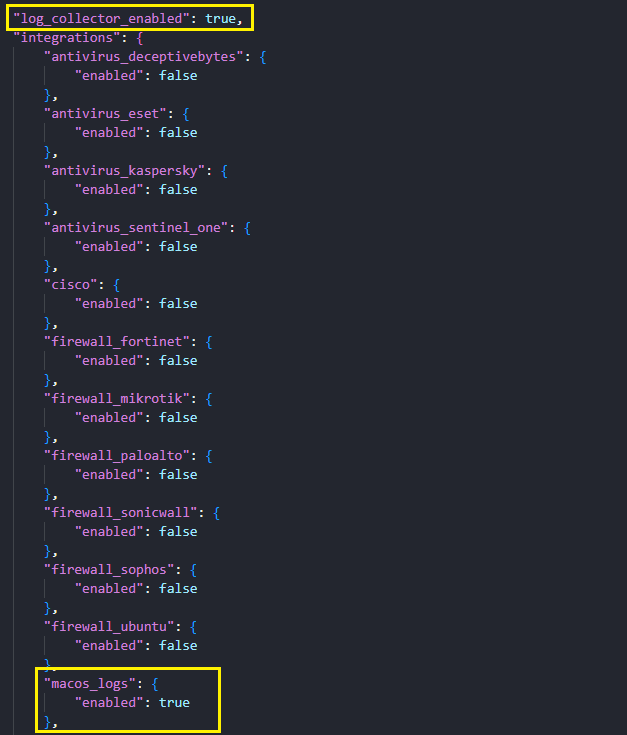 "log_collector_enabled": true,
"integrations": {
"antivirus_deceptivebytes": {
"enabled": false
},
"antivirus_eset": {
"enabled": false
},
"antivirus_kaspersky": {
"enabled": false
},
"antivirus_sentinel_one": {
"enabled": false
},
"cisco": {
"enabled": false
},
"firewall_fortinet": {
"enabled": false
},
"firewall_mikrotik": {
"enabled": false
},
"firewall_paloalto": {
"enabled": false
},
"firewall_sonicwall": {
"enabled": false
},
"firewall_sophos": {
"enabled": false
},
"firewall_ubuntu": {
"enabled": false
},
"macos_logs": {
"enabled": true
},